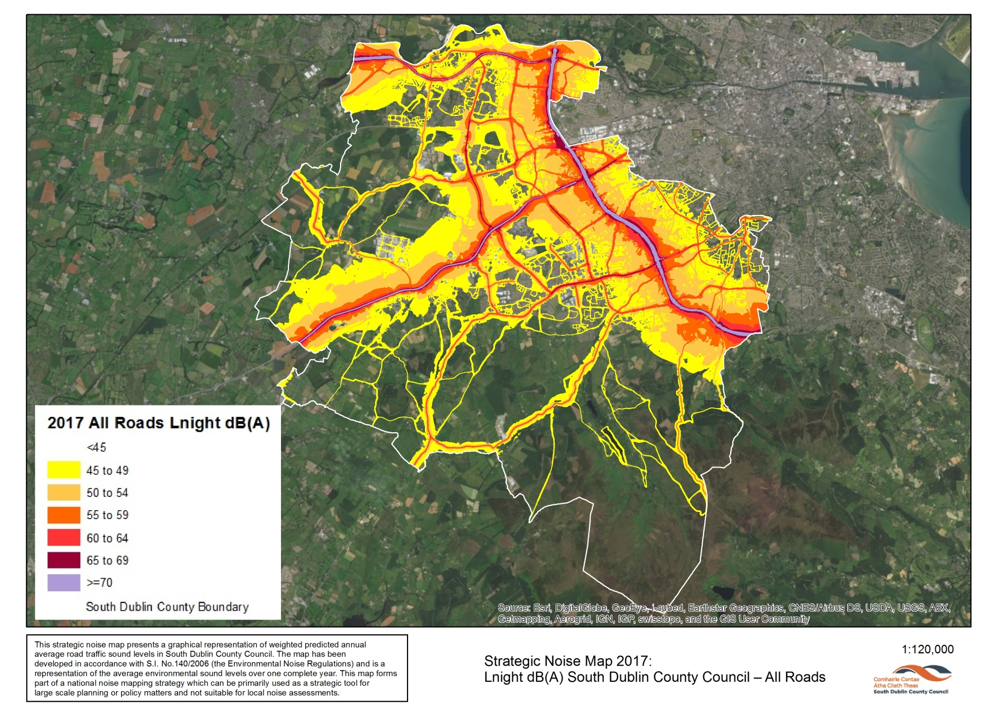 2017 All Roads Lnight dB(A)
<45
45 to 49
50 to 54
55 to 59
60 to 64
65 to 69
>=70
South Dublin County Boundary
Source: Esri, DigitalGlobe, GeoEye, i-cubed, Earthstar Geographics, CNES/Airbus DS, USDA, USGS, AEX,
Getmapping, Aerogrid, IGN, IGP, swisstopo, and the GIS User Community
This strategic noise map presents a graphical representation of weighted predicted annual
average road traffic sound levels in South Dublin County Council. The map has been
developed in accordance with S.I. No.140/2006 (the Environmental Noise Regulations) and is a
representation of the average environmental sound levels over one complete year. This map forms
part of a national noise mapping strategy which can be primarily used as a strategic tool for
large scale planning or policy matters and not suitable for local noise assessments.
Strategic Noise Map 2017:
Lnight dB(A) South Dublin County Council – All Roads
1:120,000
Comhairle Contae
Átha Cliath Theas
South Dublin County Council